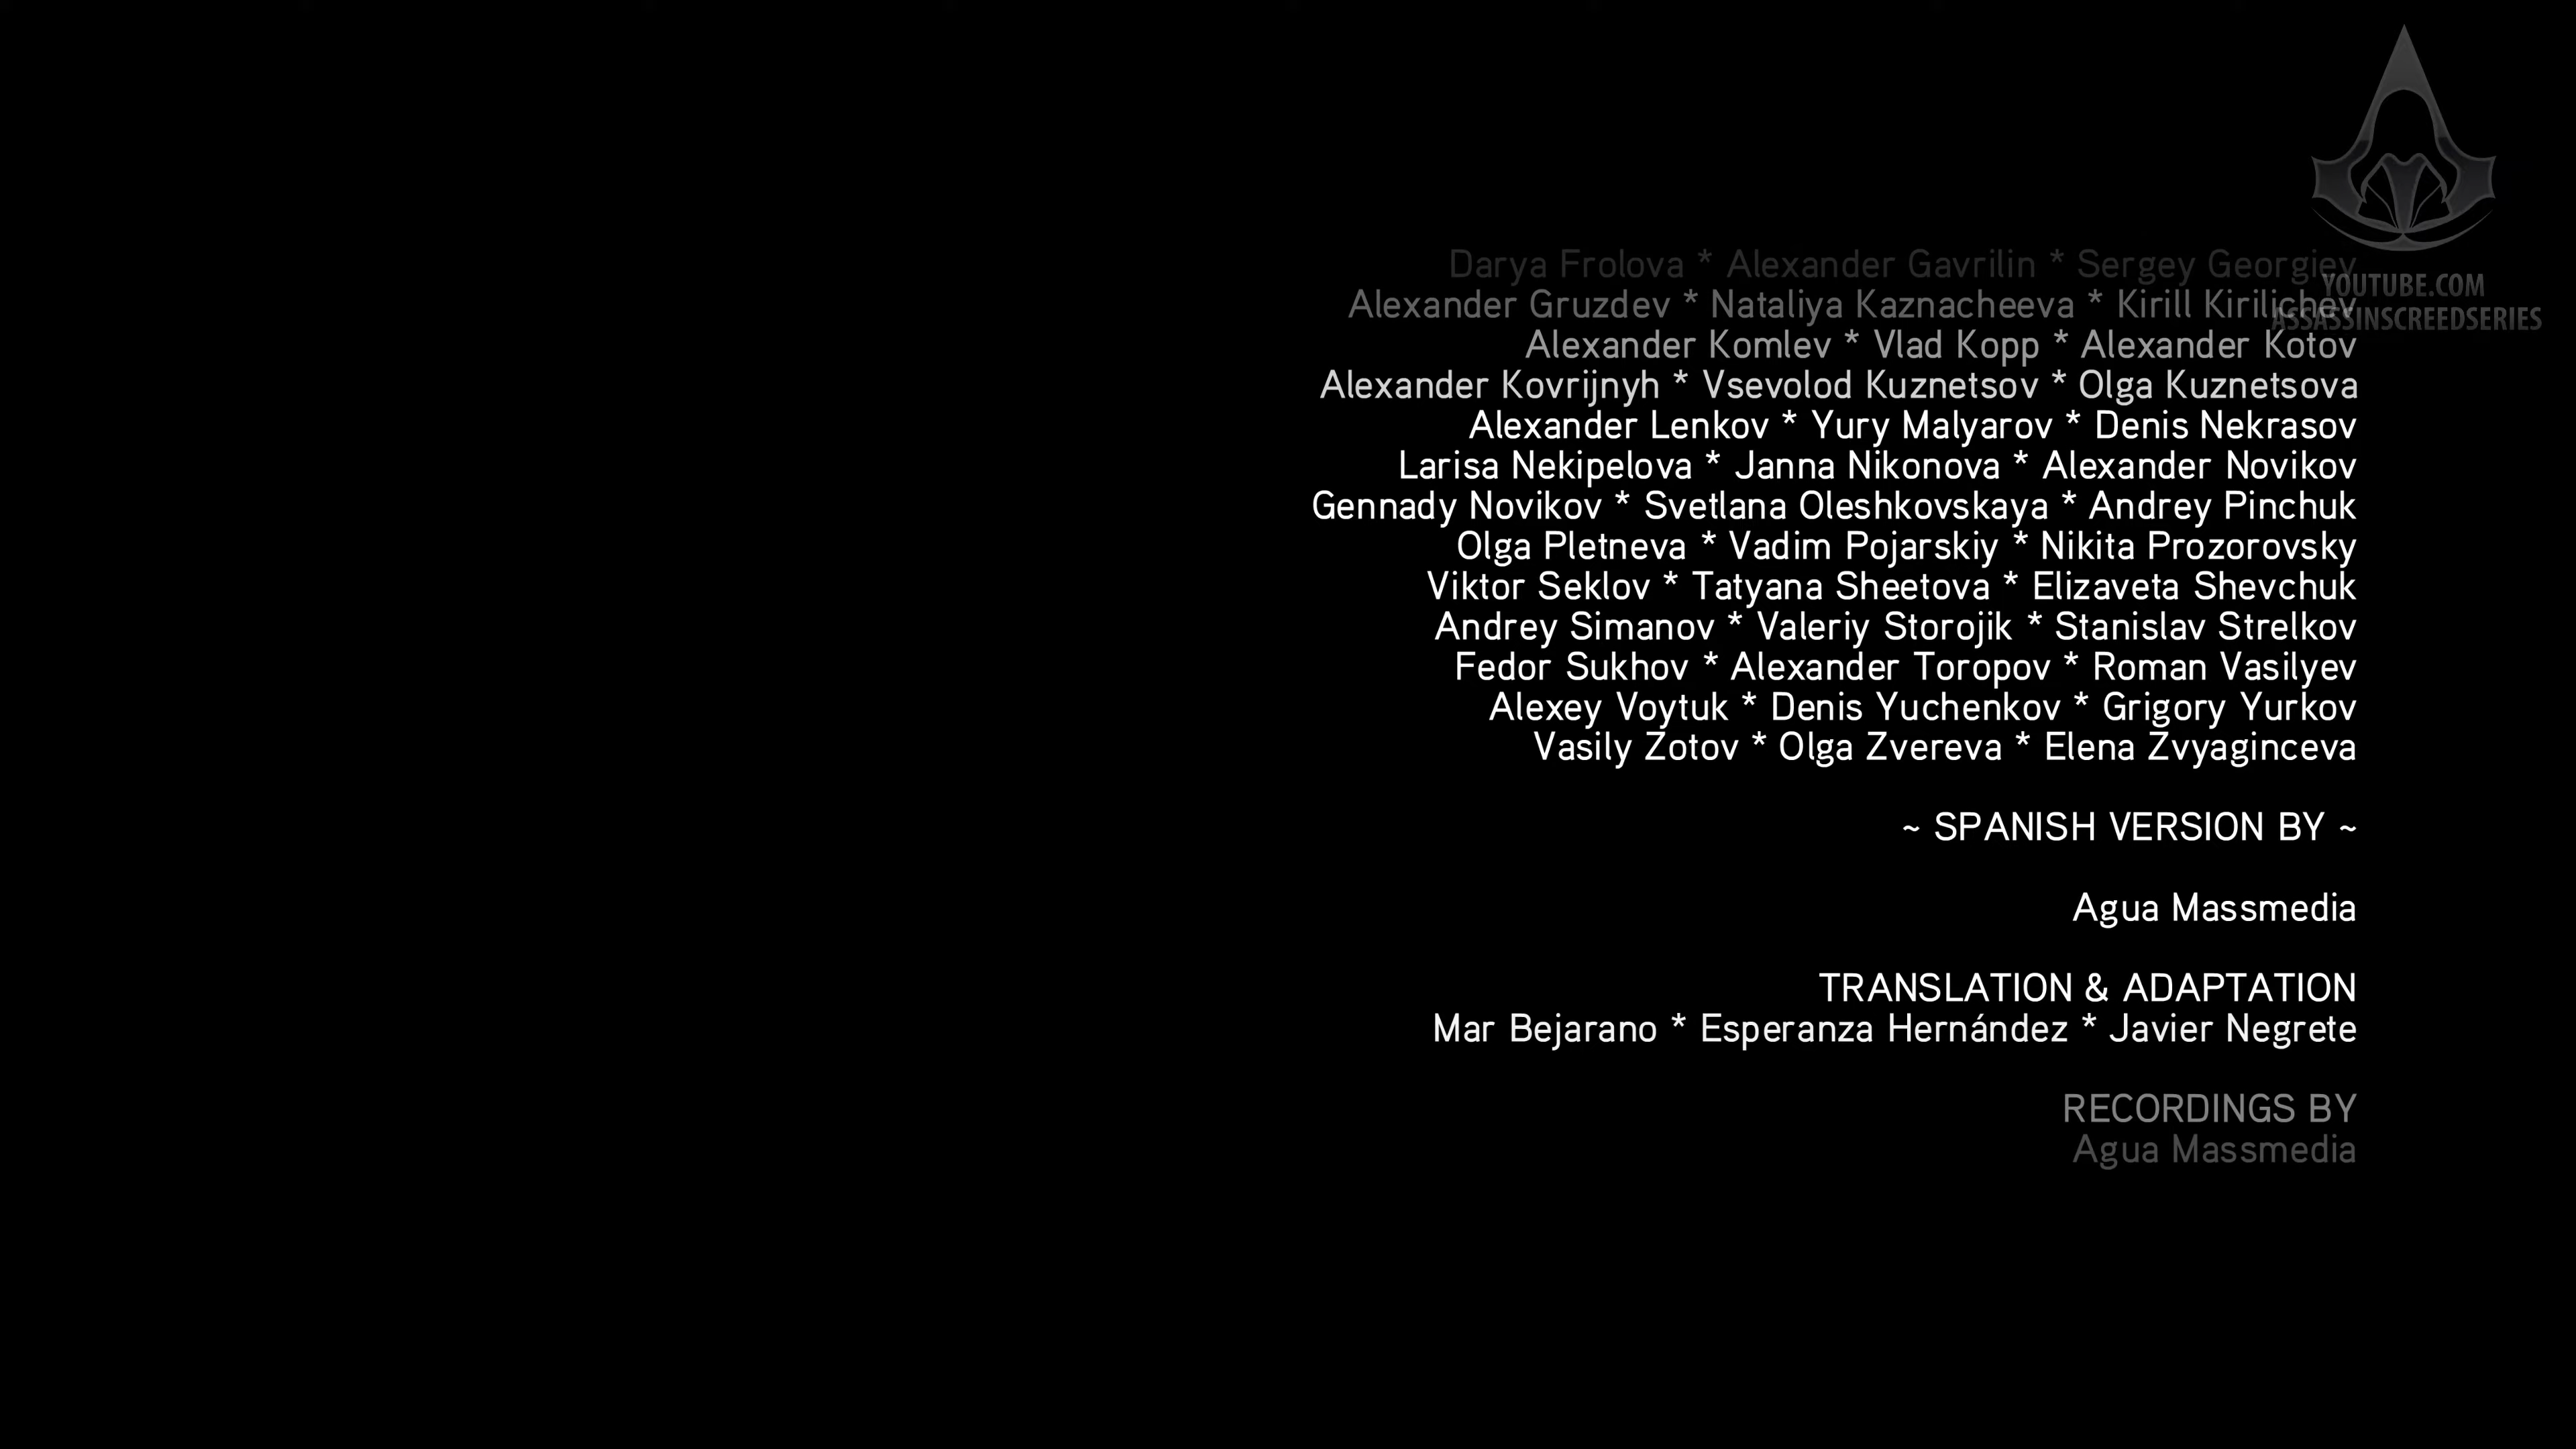 Darya Frolova * Alexander Gavrilin * Sergey Georgiev
YOUTUBE.COM
Alexander Gruzdev * Nataliya Kaznacheeva * Kirill Kirilichev
ASSASSINSCREEDSERIES
Alexander Komlev * Vlad Kopp * Alexander Kotov
Alexander Kovrijnyh * Vsevolod Kuznetsov * Olga Kuznetsova
Alexander Lenkov * Yury Malyarov * Denis Nekrasov
Larisa Nekipelova * Janna Nikonova * Alexander Novikov
Gennady Novikov * Svetlana Oleshkovskaya * Andrey Pinchuk
Olga Pletneva * Vadim Pojarskiy * Nikita Prozorovsky
Viktor Seklov * Tatyana Sheetova * Elizaveta Shevchuk
Andrey Simanov * Valeriy Storojik * Stanislav Strelkov
Fedor Sukhov * Alexander Toropov * Roman Vasilyev
Alexey Voytuk * Denis Yuchenkov * Grigory Yurkov
Vasily Zotov * Olga Zvereva * Elena Zvyaginceva
~ SPANISH VERSION BY ~
Agua Massmedia
TRANSLATION & ADAPTATION
Mar Bejarano * Esperanza Hernández * Javier Negrete
RECORDINGS BY
Agua Massmedia